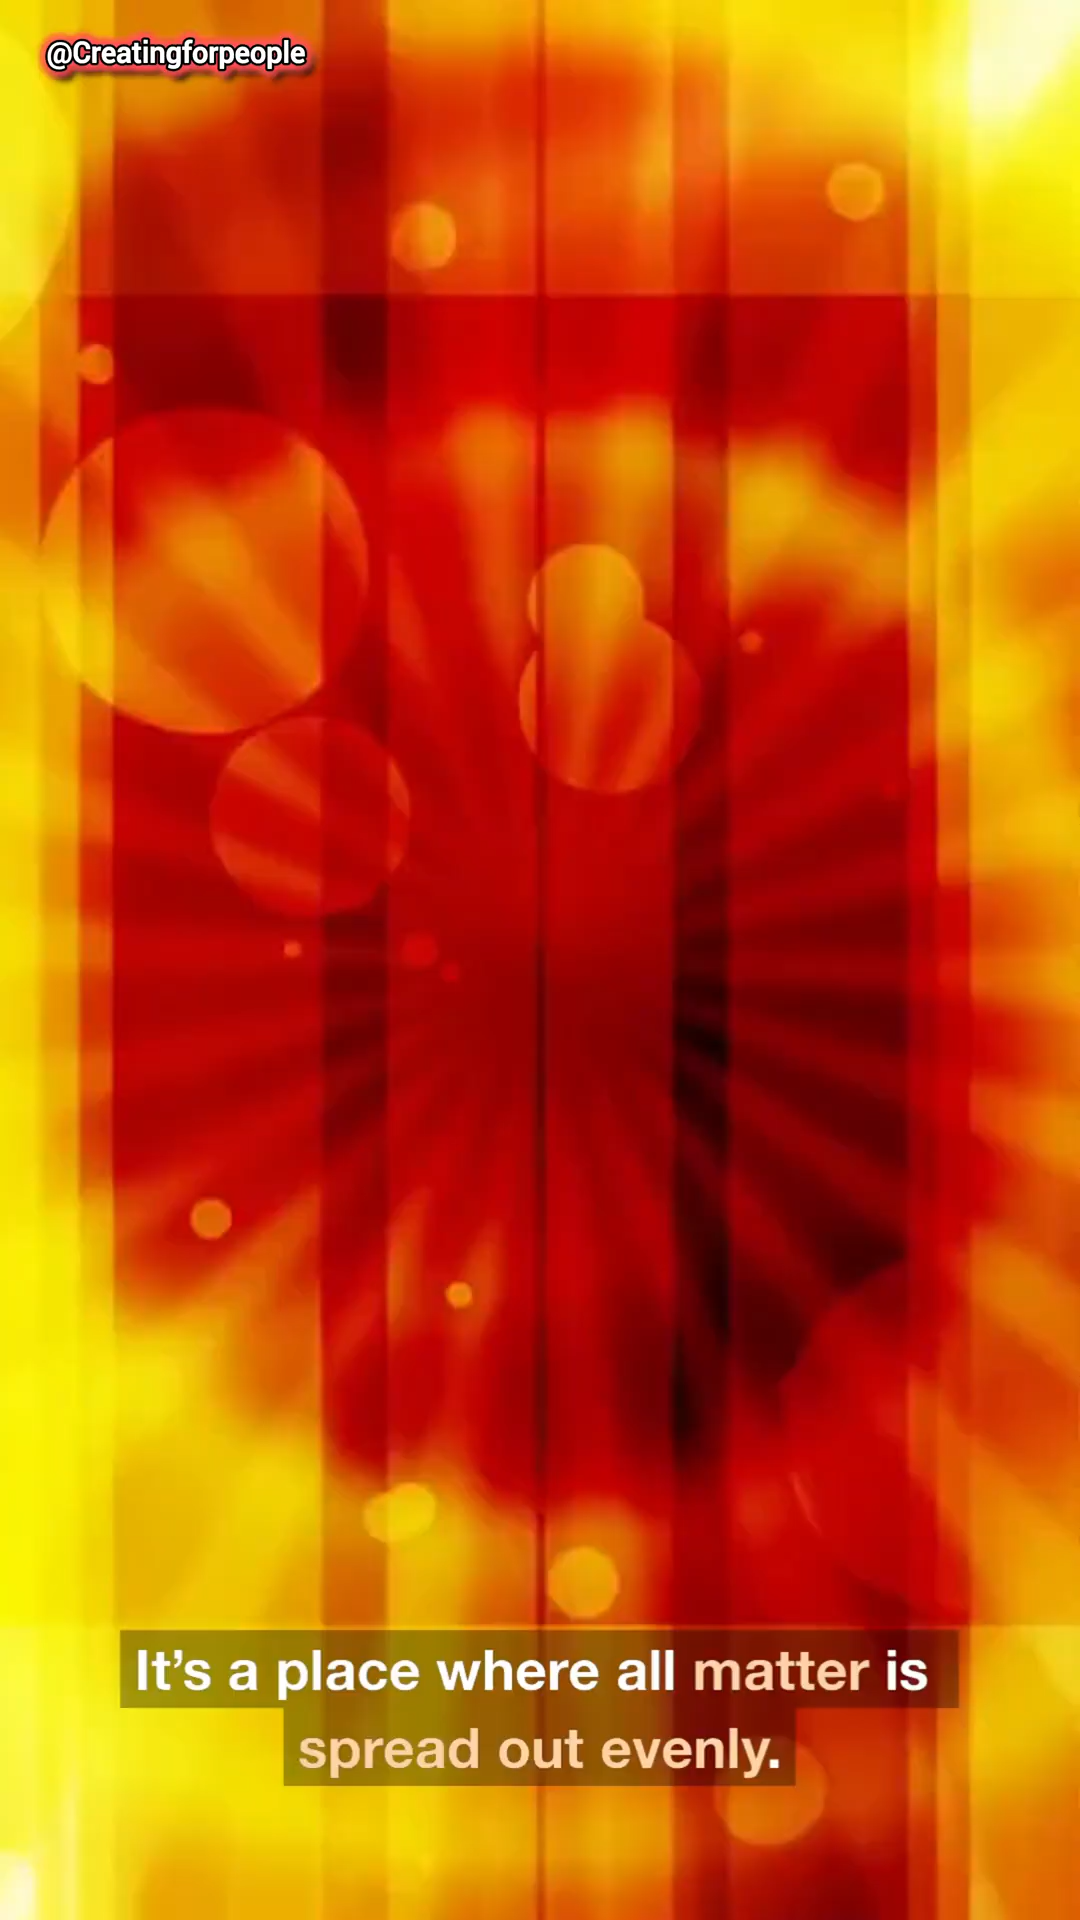 @Creatingforpeople
It’s a place where all matter is
spread out evenly.